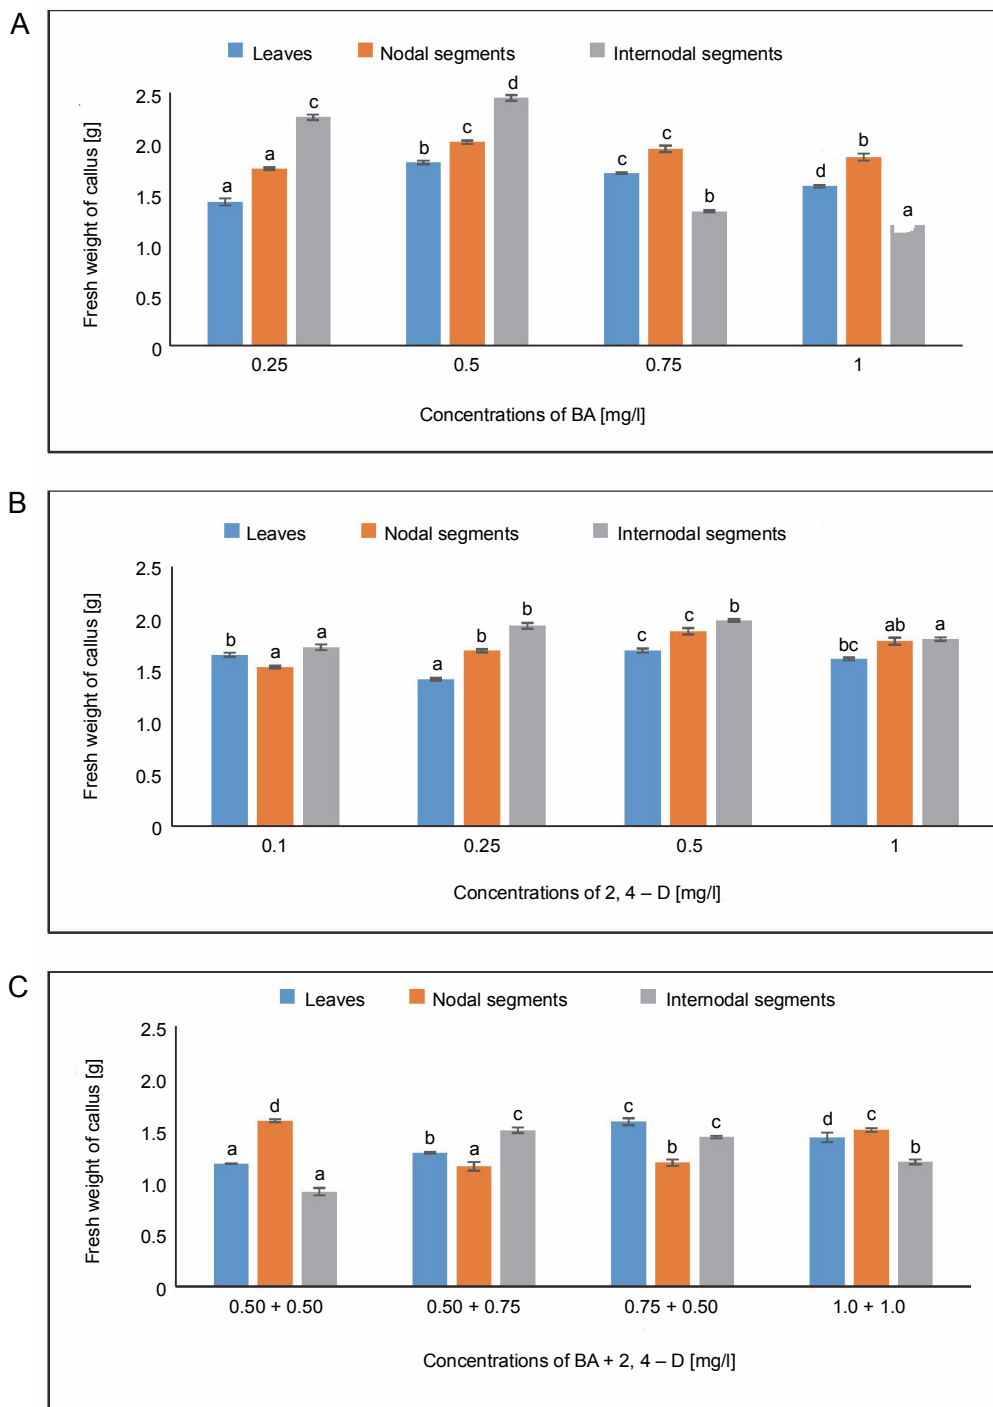 A
Leaves Nodal segments Internodal segments
Fresh weight of callus [g]
2.5
2.0
1.5
1.0
0.5
0
a a c
b c d
c c b
d b a
0.25 0.5 0.75 1
Concentrations of BA [mg/l]
B
Leaves Nodal segments Internodal segments
Fresh weight of callus [g]
2.5
2.0
1.5
1.0
0.5
0
b a a
a b b
c c b
bc ab a
0.1 0.25 0.5 1
Concentrations of 2, 4 – D [mg/l]
C
Leaves Nodal segments Internodal segments
Fresh weight of callus [g]
2.5
2.0
1.5
1.0
0.5
0
a d a
b a c
c b c
d c b
0.50 + 0.50 0.50 + 0.75 0.75 + 0.50 1.0 + 1.0
Concentrations of BA + 2, 4 – D [mg/l]